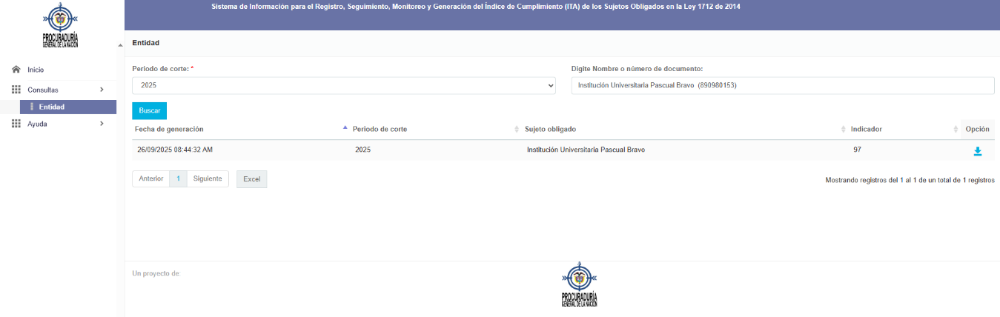 Sistema de Información para el Registro, Seguimiento, Monitoreo y Generación del Índice de Cumplimiento (ITA) de los Sujetos Obligados en la Ley 1712 de 2014
PROCURADURÍA
GENERAL DE LA NACIÓN
Inicio
Consultas
Entidad
Ayuda
Entidad
Periodo de corte: *
Digite Nombre o número de documento:
2025
Institución Universitaria Pascual Bravo (890980153)
Buscar
Fecha de generación Periodo de corte Sujeto obligado Indicador Opción
26/09/2025 08:44:32 AM 2025 Institución Universitaria Pascual Bravo 97
Anterior 1 Siguiente Excel
Mostrando registros del 1 al 1 de un total de 1 registros
Un proyecto de:
PROCURADURÍA
GENERAL DE LA NACIÓN